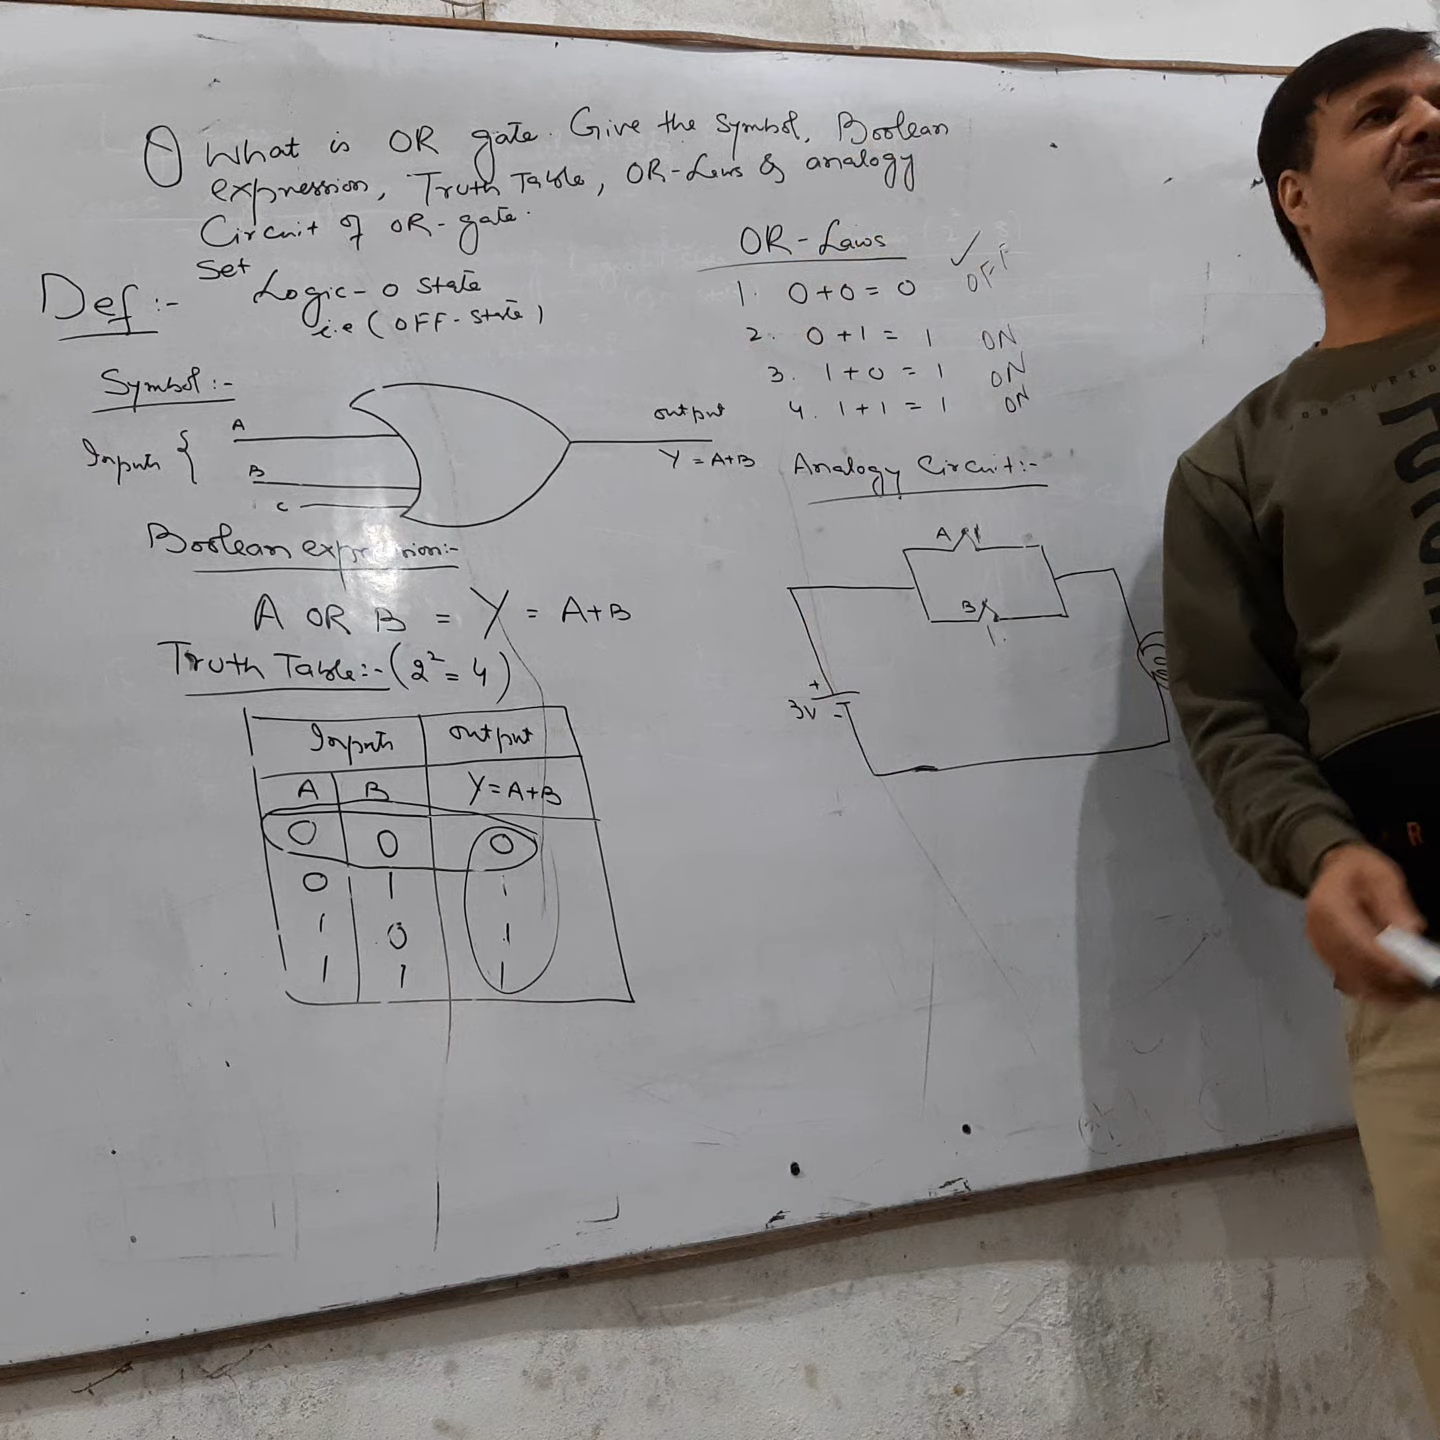 Q What is OR gate. Give the symbol, Boolean
expression, Truth Table, OR-Laws & analogy
Circuit of OR-gate.
Set
Def:- Logic-0 state
i.e (OFF-state)
Symbol:-
Inputs {
A
B
C
output
Y = A+B
Boolean expression:-
A OR B = Y = A+B
Truth Table:- (2² = 4)
Inputs output
A B Y=A+B
0 0 0
0 1 1
1 0 1
1 1 1
OR-Laws
1. 0+0 = 0 ✓ OFF
2. 0+1 = 1 ON
3. 1+0 = 1 ON
4. 1+1 = 1 ON
Analogy Circuit:-
A
B
+
3V -
R